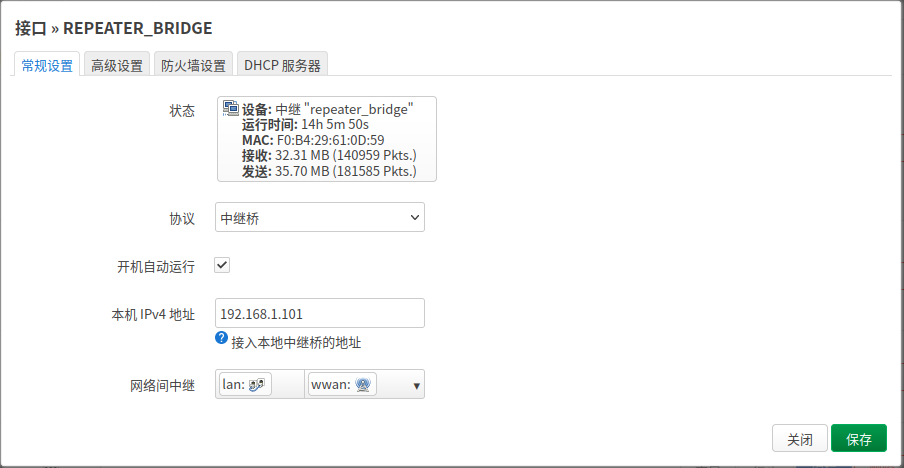 接口 » REPEATER_BRIDGE
常规设置 高级设置 防火墙设置 DHCP 服务器
状态
设备: 中继 "repeater_bridge"
运行时间: 14h 5m 50s
MAC: F0:B4:29:61:0D:59
接收: 32.31 MB (140959 Pkts.)
发送: 35.70 MB (181585 Pkts.)
协议 中继桥
开机自动运行
本机 IPv4 地址 192.168.1.101
接入本地中继桥的地址
网络间中继 lan: wwan:
关闭 保存